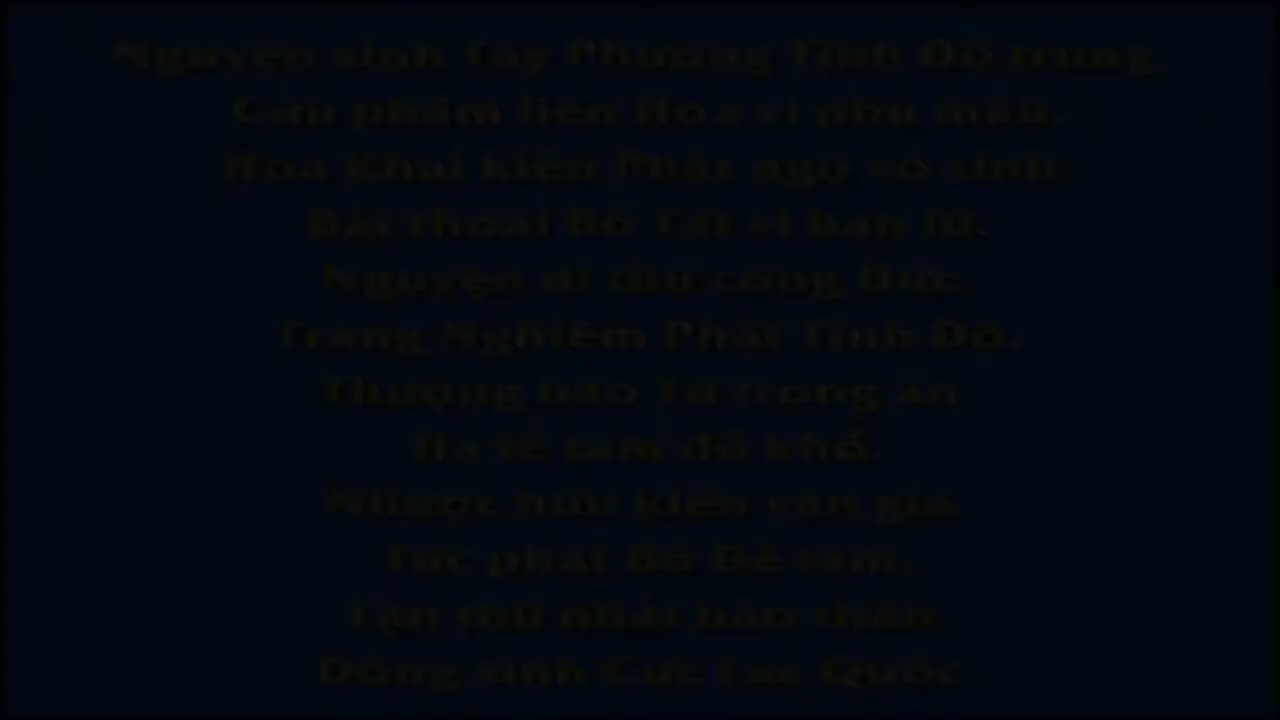 Nguyện sinh Tây Phương Tịnh Độ trung,
Cửu phẩm liên Hoa vi phụ mẫu.
Hoa Khai kiến Phật ngộ vô sinh
Bất thoái Bồ Tát vi bạn lữ.
Nguyện dĩ thử công Đức,
Trang Nghiêm Phật Tịnh Độ.
Thượng báo Tứ trọng ân
Hạ tế tam đồ khổ.
Nhược hữu kiến văn giả
Tức phát Bồ Đề tâm.
Tận thử nhất báo thân
Đồng sinh Cực Lạc Quốc